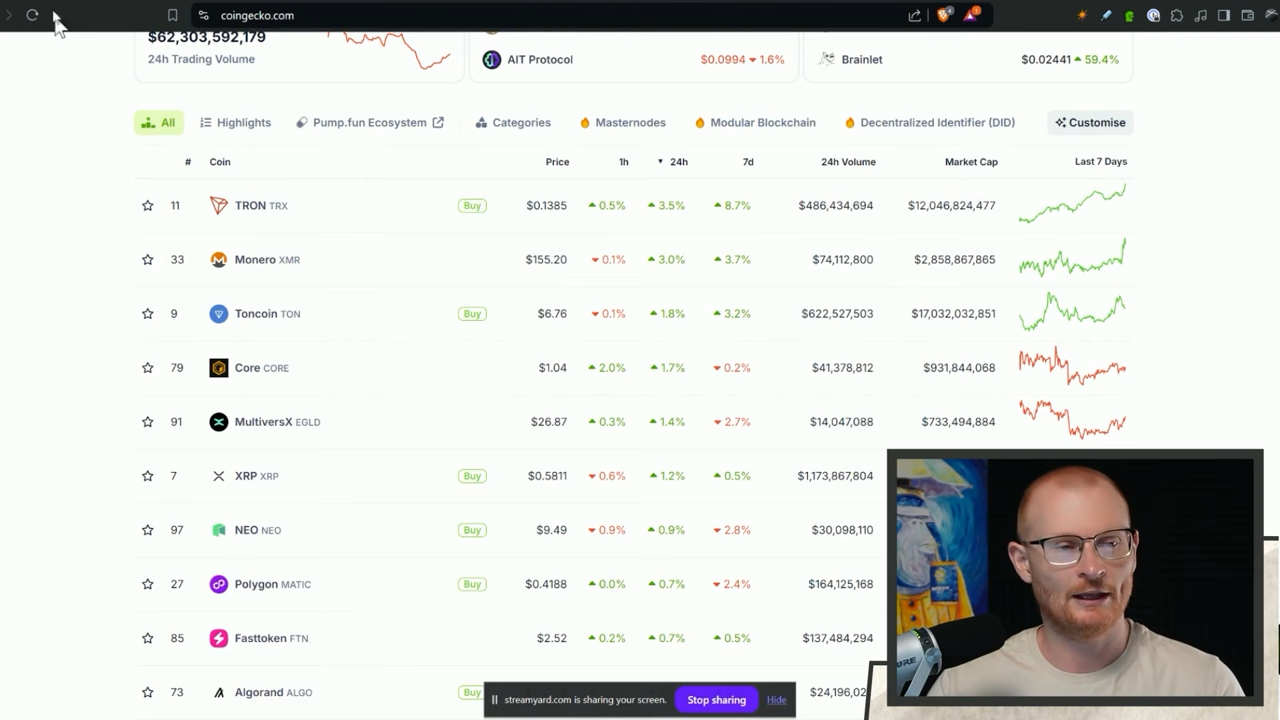 coingecko.com
4
1
$62,303,592,179
24h Trading Volume
AIT Protocol $0.0994 1.6%
Brainlet $0.02441 59.4%
All Highlights Pump.fun Ecosystem Categories Masternodes Modular Blockchain Decentralized Identifier (DID) Customise
# Coin Price 1h 24h 7d 24h Volume Market Cap Last 7 Days
11 TRON TRX Buy $0.1385 0.5% 3.5% 8.7% $486,434,694 $12,046,824,477
33 Monero XMR $155.20 0.1% 3.0% 3.7% $74,112,800 $2,858,867,865
9 Toncoin TON Buy $6.76 0.1% 1.8% 3.2% $622,527,503 $17,032,032,851
79 Core CORE $1.04 2.0% 1.7% 0.2% $41,378,812 $931,844,068
91 MultiversX EGLD $26.87 0.3% 1.4% 2.7% $14,047,088 $733,494,884
7 XRP XRP Buy $0.5811 0.6% 1.2% 0.5% $1,173,867,804
97 NEO NEO Buy $9.49 0.9% 0.9% 2.8% $30,098,110
27 Polygon MATIC Buy $0.4188 0.0% 0.7% 2.4% $164,125,168
85 Fasttoken FTN $2.52 0.2% 0.7% 0.5% $137,484,294
73 Algorand ALGO Buy $24,196,02
streamyard.com is sharing your screen. Stop sharing Hide